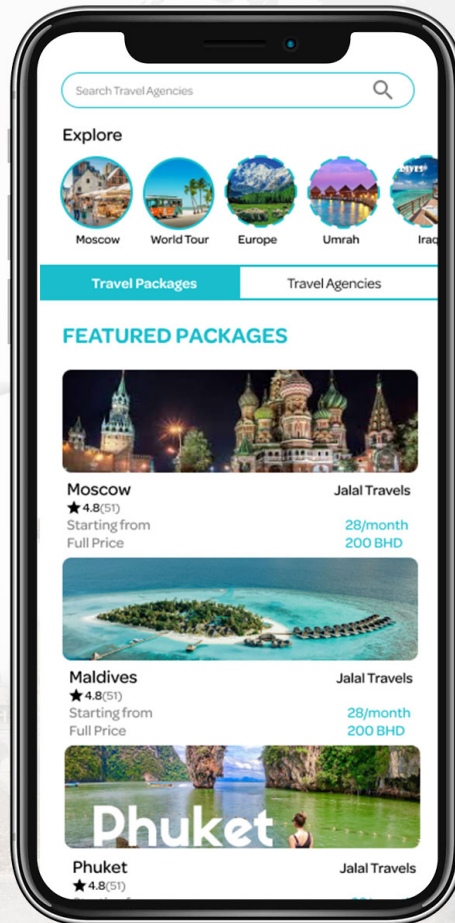 Search Travel Agencies
Explore
Moscow World Tour Europe Umrah Iraq
Travel Packages Travel Agencies
FEATURED PACKAGES
Moscow Jalal Travels
4.8(51)
Starting from 28/month
Full Price 200 BHD
Maldives Jalal Travels
4.8(51)
Starting from 28/month
Full Price 200 BHD
Phuket
Phuket Jalal Travels
4.8(51)